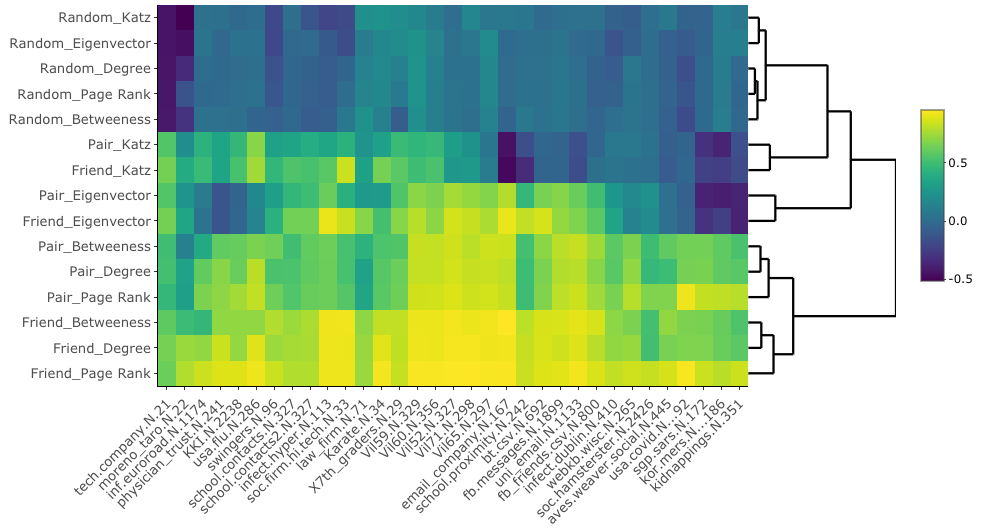 Random_Katz
Random_Eigenvector
Random_Degree
Random_Page Rank
Random_Betweeness
Pair_Katz
Friend_Katz
Pair_Eigenvector
Friend_Eigenvector
Pair_Betweeness
Pair_Degree
Pair_Page Rank
Friend_Betweeness
Friend_Degree
Friend_Page Rank
0.5
0.0
-0.5
tech.company.N.21
moreno_taro.N.22
inf.euroroad.N.1174
physician_trust.N.241
KKI.N.2238
usa.flu.N.286
swingers.N.96
school.contacts.N.327
school.contacts2.N.327
infect.hyper.N.113
soc.firm.hi.tech.N.33
law_firm.N.71
Karate.N.34
X7th_graders.N.29
Vil59.N.329
Vil60.N.356
Vil52.N.327
Vil71.N.298
Vil65.N.297
email_company.N.167
school.proximity.N.242
bt.csv.N.692
fb.messages.N.1899
uni_email.N.1133
fb_friends.csv.N.800
infect.dublin.N.410
webkb.wisc.N.265
soc.hamsterster.N.426
aves.weaver_social.N.445
usa.covid.N...92
sgp.sars.N.172
kor.mers.N...186
kidnappings.N.351